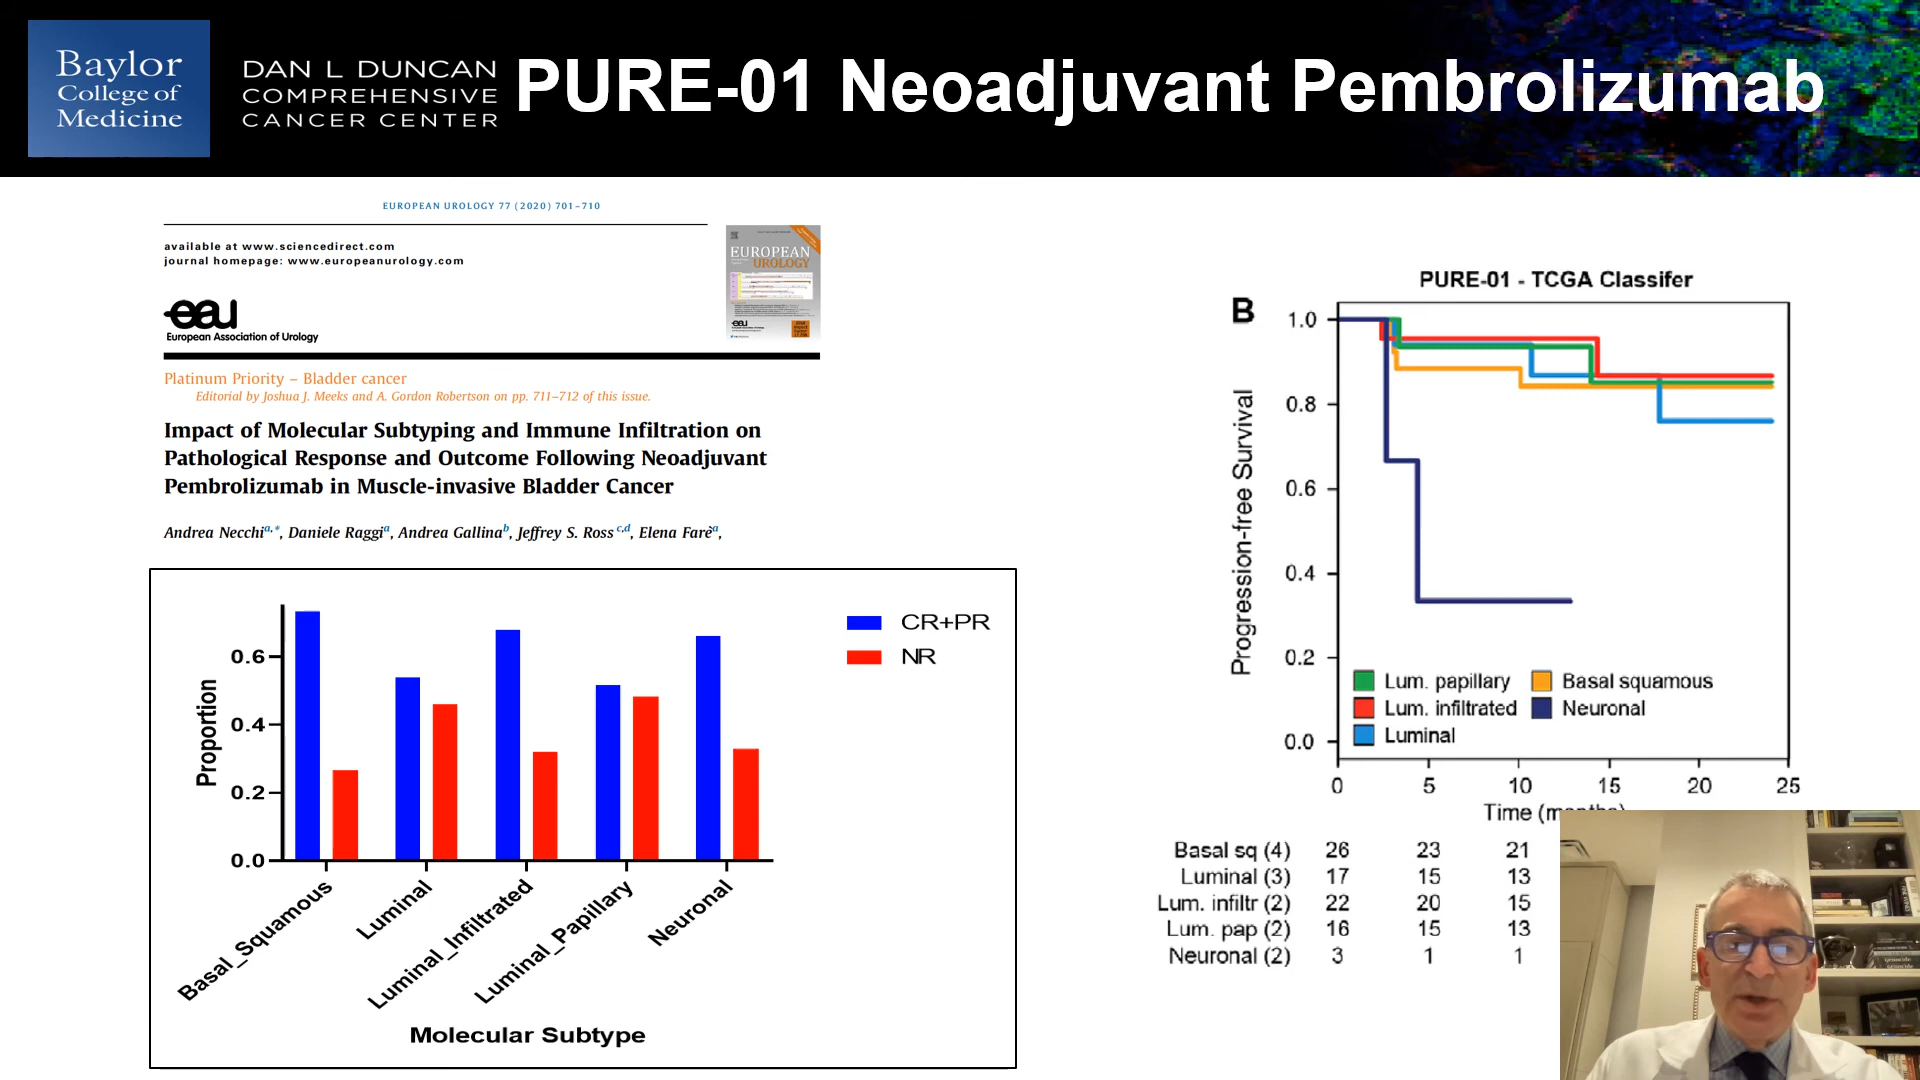 Baylor
College of
Medicine
DAN L DUNCAN
COMPREHENSIVE
CANCER CENTER
PURE-01 Neoadjuvant Pembrolizumab
EUROPEAN UROLOGY 77 (2020) 701–710
available at www.sciencedirect.com
journal homepage: www.europeanurology.com
EUROPEAN
UROLOGY
eau
European Association of Urology
Platinum Priority – Bladder cancer
Editorial by Joshua J. Meeks and A. Gordon Robertson on pp. 711–712 of this issue.
Impact of Molecular Subtyping and Immune Infiltration on
Pathological Response and Outcome Following Neoadjuvant
Pembrolizumab in Muscle-invasive Bladder Cancer
Andrea Necchi a,*, Daniele Raggi a, Andrea Gallina b, Jeffrey S. Ross c,d, Elena Farè a,
CR+PR
NR
Proportion
0.6
0.4
0.2
0.0
Basal_Squamous
Luminal
Luminal_Infiltrated
Luminal_Papillary
Neuronal
Molecular Subtype
PURE-01 - TCGA Classifer
B
Progression-free Survival
1.0
0.8
0.6
0.4
0.2
0.0
Lum. papillary
Lum. infiltrated
Luminal
Basal squamous
Neuronal
0 5 10 15 20 25
Time
Basal sq (4) 26 23 21
Luminal (3) 17 15 13
Lum. infiltr (2) 22 20 15
Lum. pap (2) 16 15 13
Neuronal (2) 3 1 1